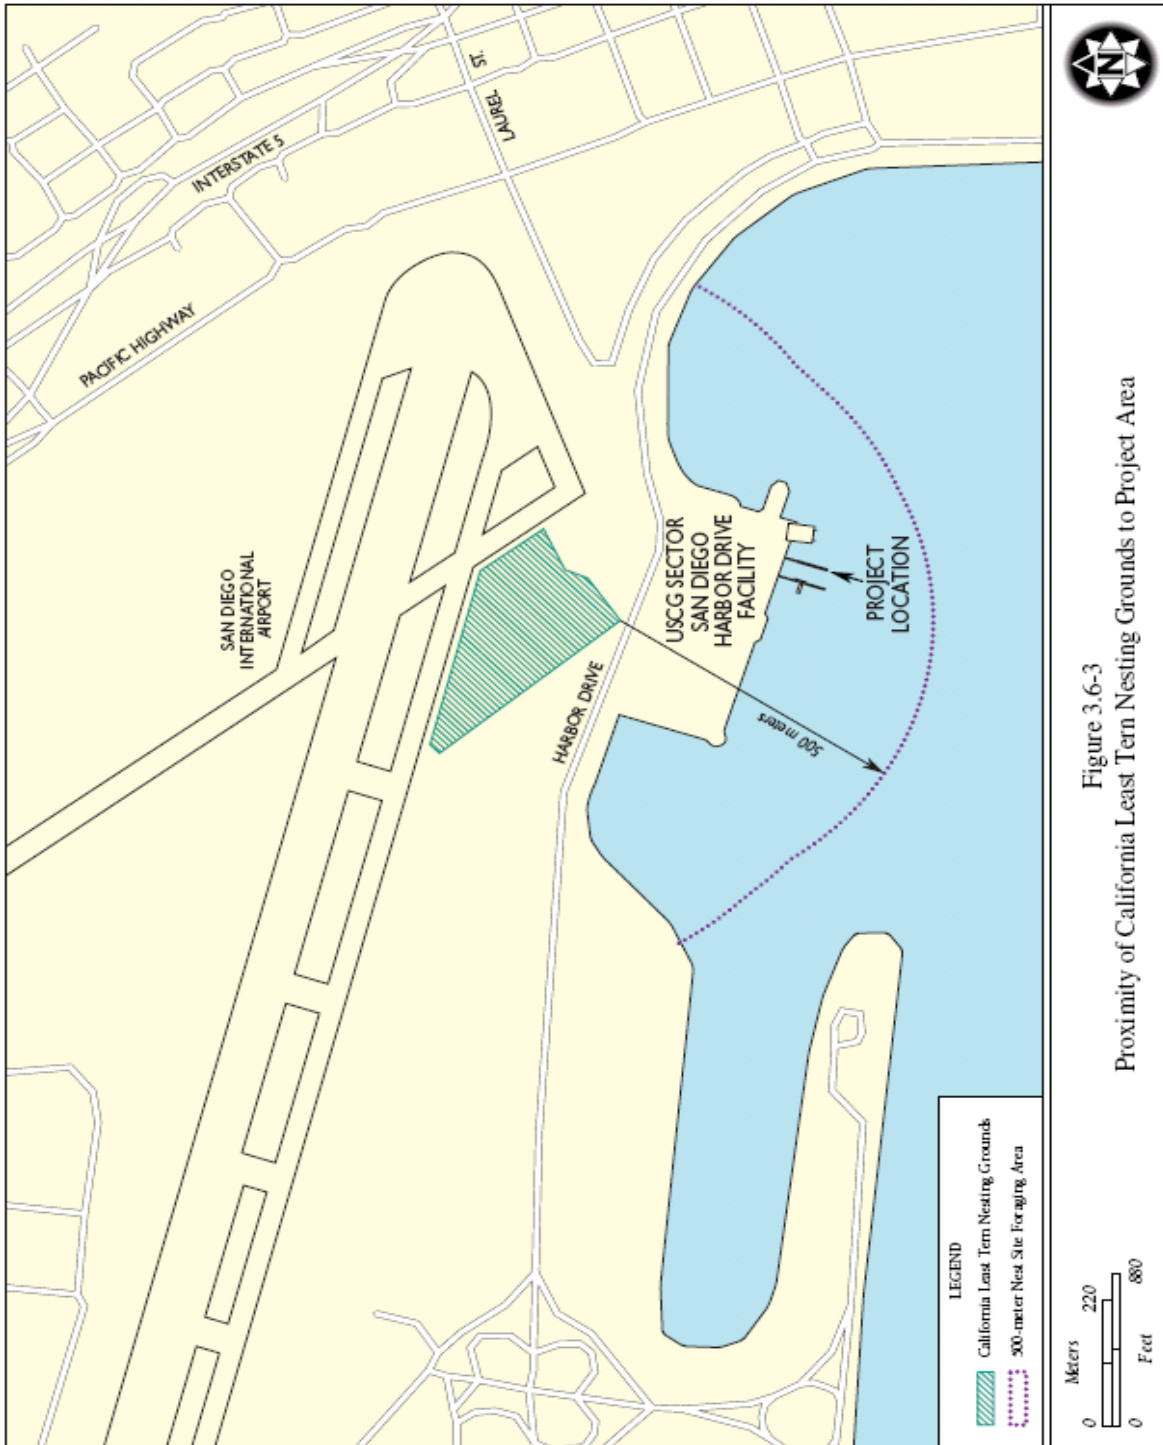 INTERSTATE 5
LAUREL ST.
PACIFIC HIGHWAY
SAN DIEGO
INTERNATIONAL
AIRPORT
HARBOR DRIVE
USCG SECTOR
SAN DIEGO
HARBOR DRIVE
FACILITY
PROJECT
LOCATION
500 meters
LEGEND
California Least Tern Nesting Grounds
500-meter Nest Site Foraging Area
N
Meters
0 220
0 880
Feet
Figure 3.6-3
Proximity of California Least Tern Nesting Grounds to Project Area